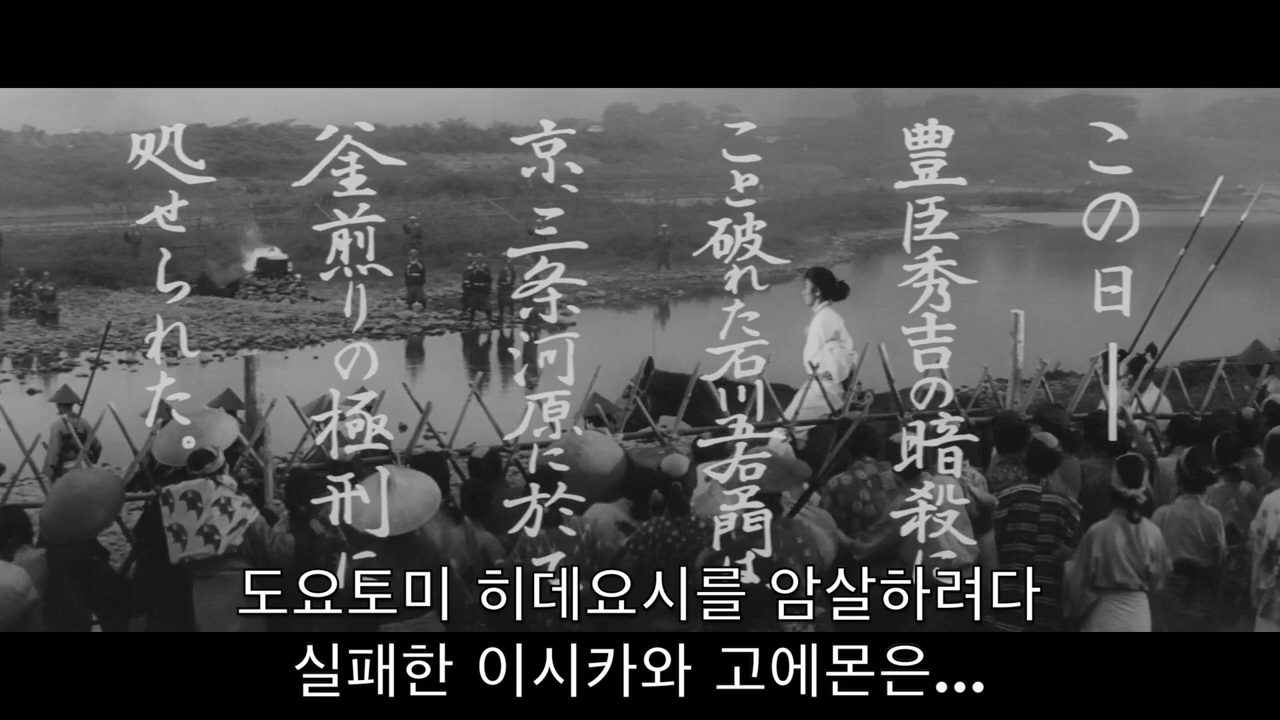 この日ー
豊臣秀吉の暗殺に
こと破れた石川五右ヱ門は、
京、三条河原に於て
釜煎りの極刑に
処せられた。
도요토미 히데요시를 암살하려다
실패한 이시카와 고에몬은...